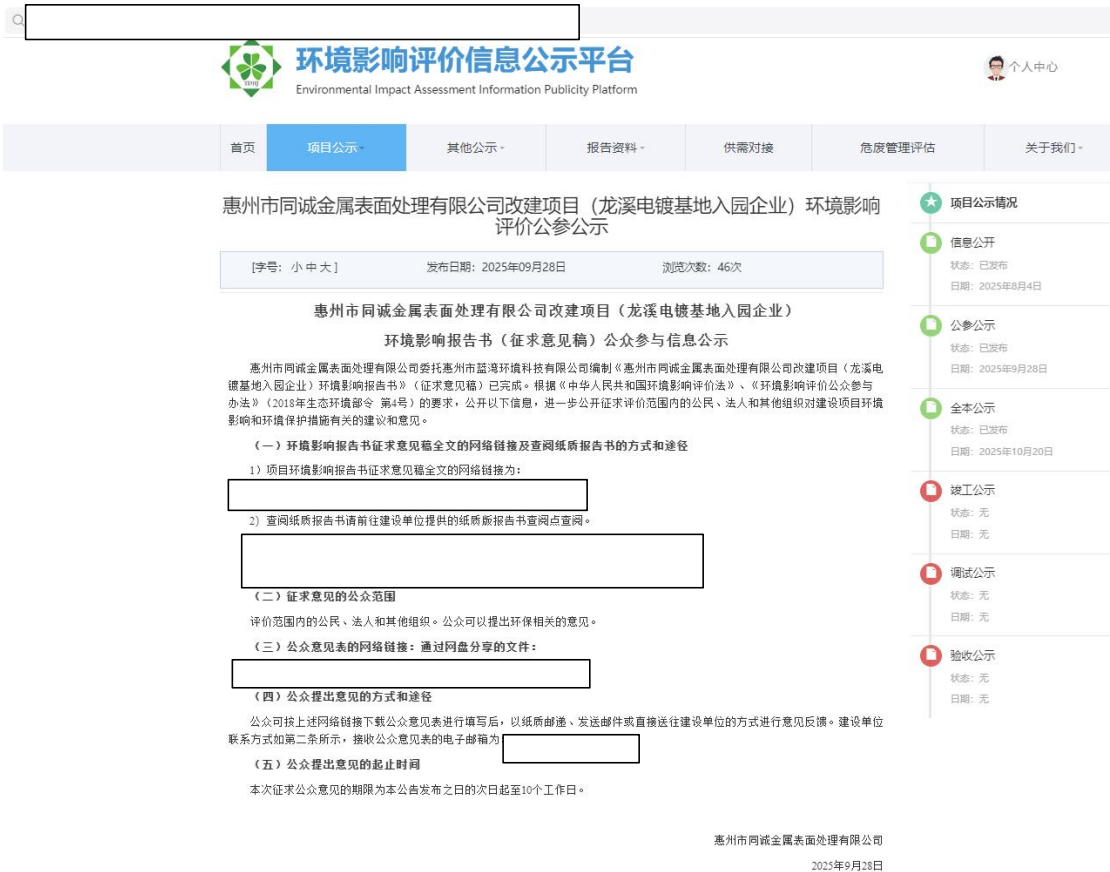 环境影响评价信息公示平台
Environmental Impact Assessment Information Publicity Platform
个人中心
首页 项目公示 其他公示 报告资料 供需对接 危废管理评估 关于我们
惠州市同诚金属表面处理有限公司改建项目（龙溪电镀基地入园企业）环境影响
评价公参公示
[字号: 小 中 大] 发布日期: 2025年09月28日 浏览次数: 46次
惠州市同诚金属表面处理有限公司改建项目（龙溪电镀基地入园企业）
环境影响报告书（征求意见稿）公众参与信息公示
惠州市同诚金属表面处理有限公司委托惠州市蓝湾环境科技有限公司编制《惠州市同诚金属表面处理有限公司改建项目（龙溪电
镀基地入园企业）环境影响报告书》（征求意见稿）已完成。根据《中华人民共和国环境影响评价法》、《环境影响评价公众参与
办法》（2018年生态环境部令 第4号）的要求，公开以下信息，进一步公开征求评价范围内的公民、法人和其他组织对建设项目环境
影响和环境保护措施有关的建议和意见。
（一）环境影响报告书征求意见稿全文的网络链接及查阅纸质报告书的方式和途径
1）项目环境影响报告书征求意见稿全文的网络链接为：
2）查阅纸质报告书请前往建设单位提供的纸质版报告书查阅点查阅。
（二）征求意见的公众范围
评价范围内的公民、法人和其他组织。公众可以提出环保相关的意见。
（三）公众意见表的网络链接：通过网盘分享的文件：
（四）公众提出意见的方式和途径
公众可按上述网络链接下载公众意见表进行填写后，以纸质邮递、发送邮件或直接送往建设单位的方式进行意见反馈。建设单位
联系方式如第二条所示，接收公众意见表的电子邮箱为
（五）公众提出意见的起止时间
本次征求公众意见的期限为本公告发布之日的次日起至10个工作日。
惠州市同诚金属表面处理有限公司
2025年9月28日
项目公示情况
信息公开
状态: 已发布
日期: 2025年8月4日
公参公示
状态: 已发布
日期: 2025年9月28日
全本公示
状态: 已发布
日期: 2025年10月20日
竣工公示
状态: 无
日期: 无
调试公示
状态: 无
日期: 无
验收公示
状态: 无
日期: 无